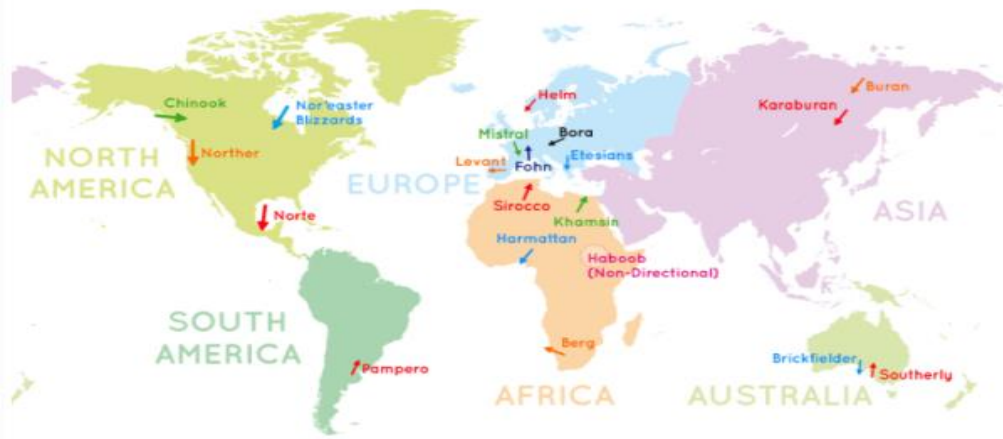 Chinook
Nor'easter
Blizzards
Norther
NORTH
AMERICA
Norte
SOUTH
AMERICA
Pampero
Helm
Mistral
Bora
Levant
Fohn
Etesians
EUROPE
Sirocco
Khamsin
Harmattan
Haboob
(Non-Directional)
Berg
AFRICA
Buran
Karaburan
ASIA
Brickfielder
Southerly
AUSTRALIA